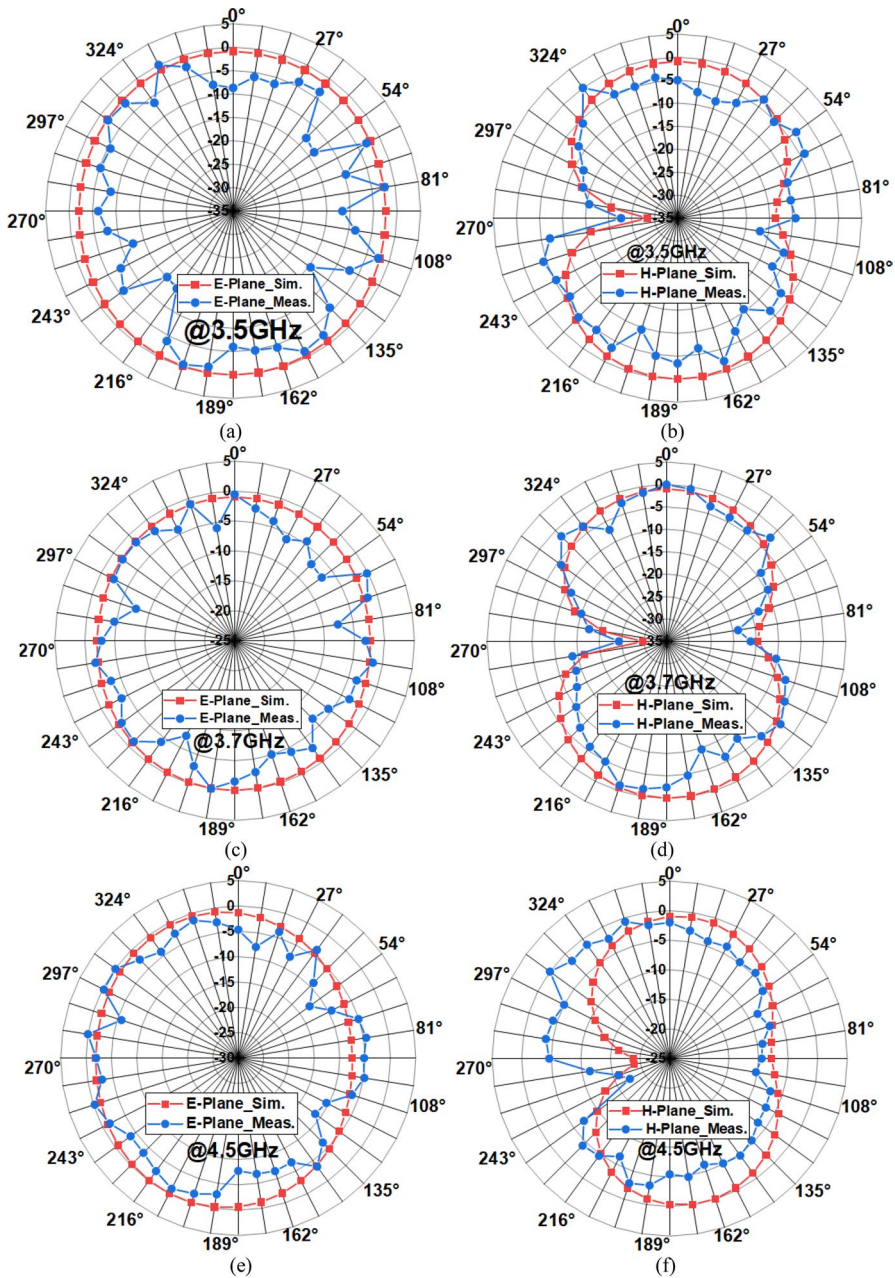 0° 0°
324° 27° 324° 27°
297° 54° 297° 54°
270° 81° 270° 81°
243° 108° 243° 108°
216° 135° 216° 135°
189° 162° 189° 162°
5 0 -5 -10 -15 -20 -25 -30 -35
5 0 -5 -10 -15 -20 -25 -30 -35
E-Plane_Sim.
E-Plane_Meas.
@3.5GHz
@3.5GHz
H-Plane_Sim.
H-Plane_Meas.
(a) (b)
0° 0°
324° 27° 324° 27°
297° 54° 297° 54°
270° 81° 270° 81°
243° 108° 243° 108°
216° 135° 216° 135°
189° 162° 189° 162°
5 0 -5 -10 -15 -20 -25
5 0 -5 -10 -15 -20 -25 -30 -35
E-Plane_Sim.
E-Plane_Meas.
@3.7GHz
@3.7GHz
H-Plane_Sim.
H-Plane_Meas.
(c) (d)
0° 0°
324° 27° 324° 27°
297° 54° 297° 54°
270° 81° 270° 81°
243° 108° 243° 108°
216° 135° 216° 135°
189° 162° 189° 162°
5 0 -5 -10 -15 -20 -25 -30
5 0 -5 -10 -15 -20 -25
E-Plane_Sim.
E-Plane_Meas.
@4.5GHz
H-Plane_Sim.
H-Plane_Meas.
@4.5GHz
(e) (f)